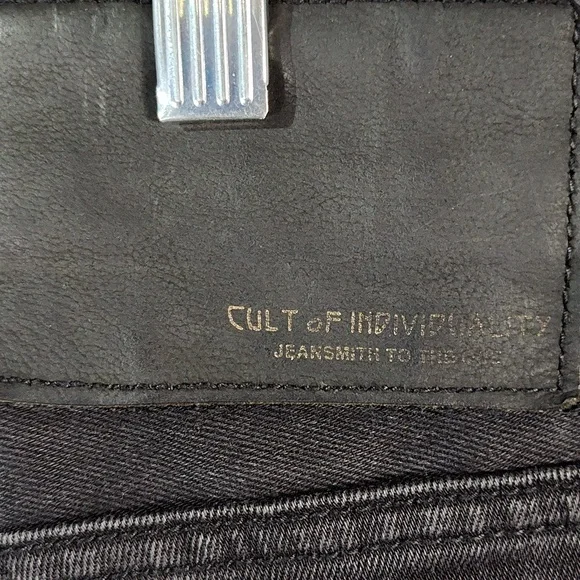 CULT OF INDIVIDUALITY
JEANSMITH TO THE